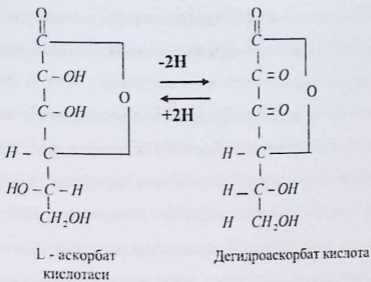 O O
C C
C – OH -2H C = O
O O
C – OH +2H C = O
H – C H – C
HO – C – H H – C – OH
CH₂OH H CH₂OH
L - аскорбат Дегидроаскорбат кислота
кислотаси